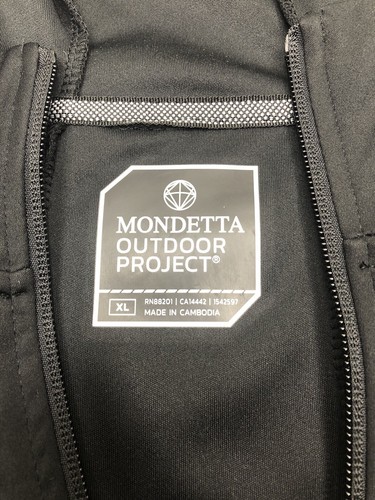 MONDETTA
OUTDOOR
PROJECT®
XL
RN88201 | CA14442 | 1542597
MADE IN CAMBODIA